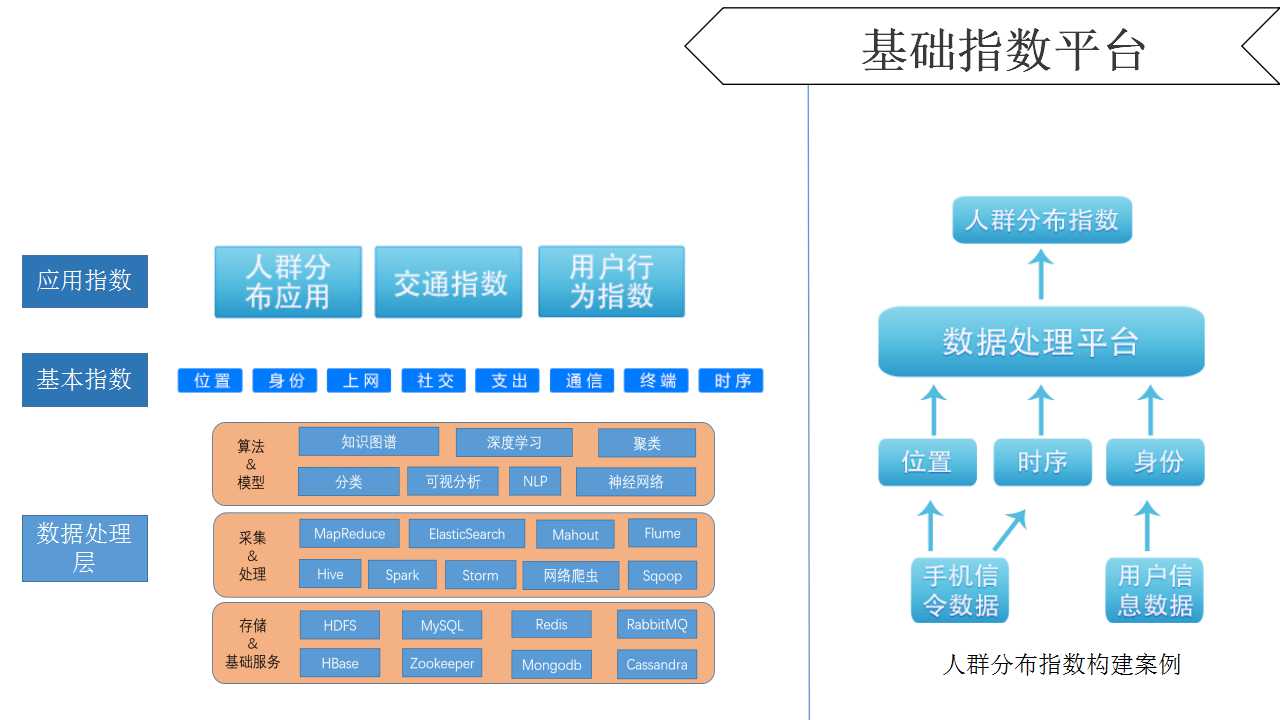 基础指数平台
应用指数
人群分
布应用
交通指数
用户行
为指数
基本指数
位置
身份
上网
社交
支出
通信
终端
时序
数据处理
层
算法
&
模型
知识图谱
深度学习
聚类
分类
可视分析
NLP
神经网络
采集
&
处理
MapReduce
ElasticSearch
Mahout
Flume
Hive
Spark
Storm
网络爬虫
Sqoop
存储
&
基础服务
HDFS
MySQL
Redis
RabbitMQ
HBase
Zookeeper
Mongodb
Cassandra
人群分布指数
数据处理平台
位置
时序
身份
手机信
令数据
用户信
息数据
人群分布指数构建案例